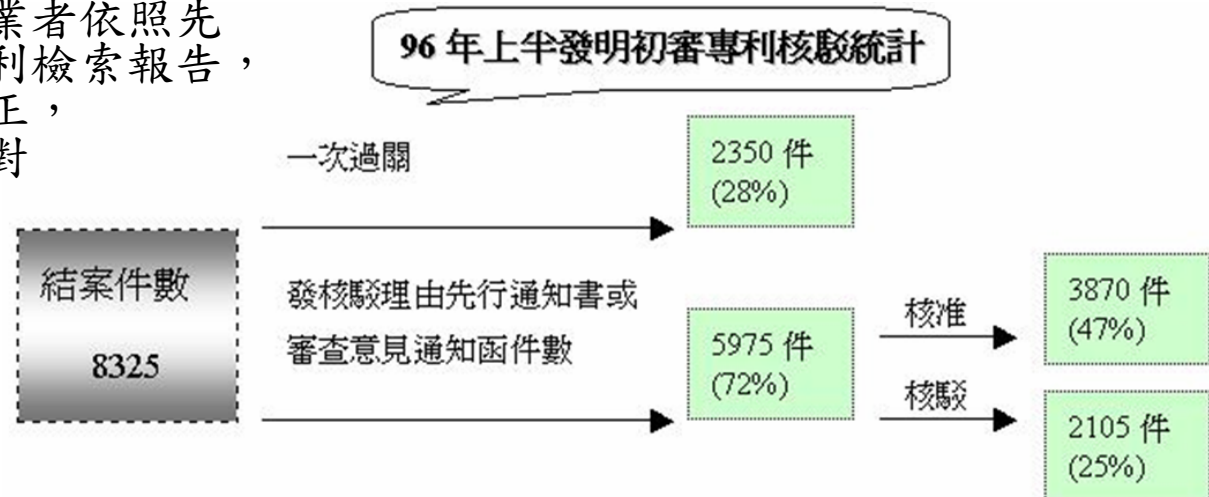 業者依照先
利檢索報告，
正，
對
96 年上半發明初審專利核駁統計
一次過關
2350 件
(28%)
結案件數
8325
發核駁理由先行通知書或
審查意見通知函件數
5975 件
(72%)
核准
3870 件
(47%)
核駁
2105 件
(25%)